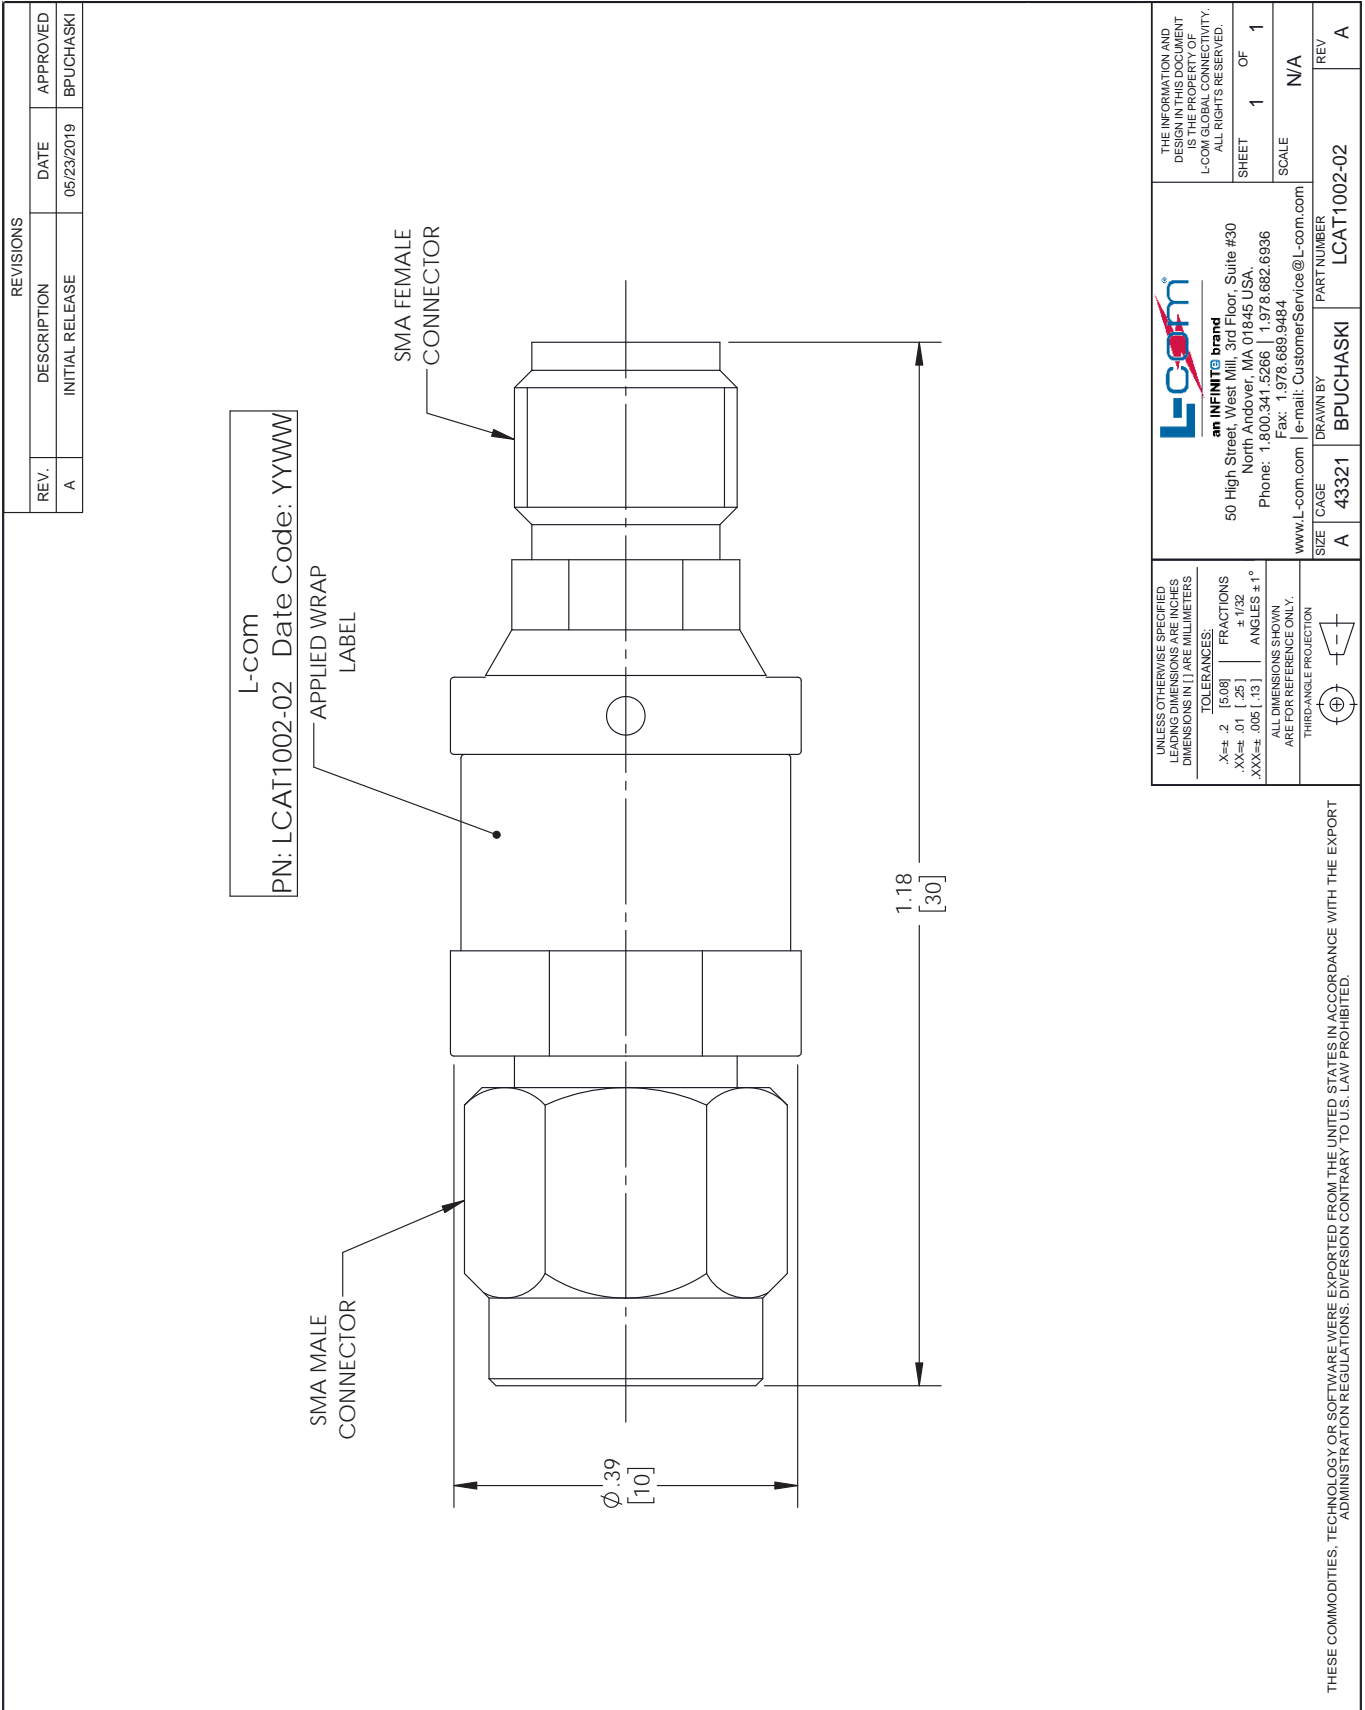 REVISIONS
REV. DESCRIPTION DATE APPROVED
A INITIAL RELEASE 05/23/2019 BPUCHASKI
L-com
PN: LCAT1002-02 Date Code: YYWW
APPLIED WRAP
LABEL
SMA FEMALE
CONNECTOR
SMA MALE
CONNECTOR
Ø.39
[10]
1.18
[30]
UNLESS OTHERWISE SPECIFIED
LEADING DIMENSIONS ARE INCHES
DIMENSIONS IN [ ] ARE MILLIMETERS
TOLERANCES:
.X=± .2 [5.08] FRACTIONS
.XX=± .01 [.25] ± 1/32
.XXX=± .005 [.13] ANGLES ± 1°
ALL DIMENSIONS SHOWN
ARE FOR REFERENCE ONLY.
THIRD-ANGLE PROJECTION
L-com®
an INFINITe brand
50 High Street, West Mill, 3rd Floor, Suite #30
North Andover, MA 01845 USA.
Phone: 1.800.341.5266 | 1.978.682.6936
Fax: 1.978.689.9484
www.L-com.com | e-mail: CustomerService@L-com.com
THE INFORMATION AND
DESIGN IN THIS DOCUMENT
IS THE PROPERTY OF
L-COM GLOBAL CONNECTIVITY.
ALL RIGHTS RESERVED.
SHEET 1 OF 1
SCALE N/A
SIZE CAGE DRAWN BY PART NUMBER REV
A 43321 BPUCHASKI LCAT1002-02 A
THESE COMMODITIES, TECHNOLOGY OR SOFTWARE WERE EXPORTED FROM THE UNITED STATES IN ACCORDANCE WITH THE EXPORT
ADMINISTRATION REGULATIONS. DIVERSION CONTRARY TO U.S. LAW PROHIBITED.